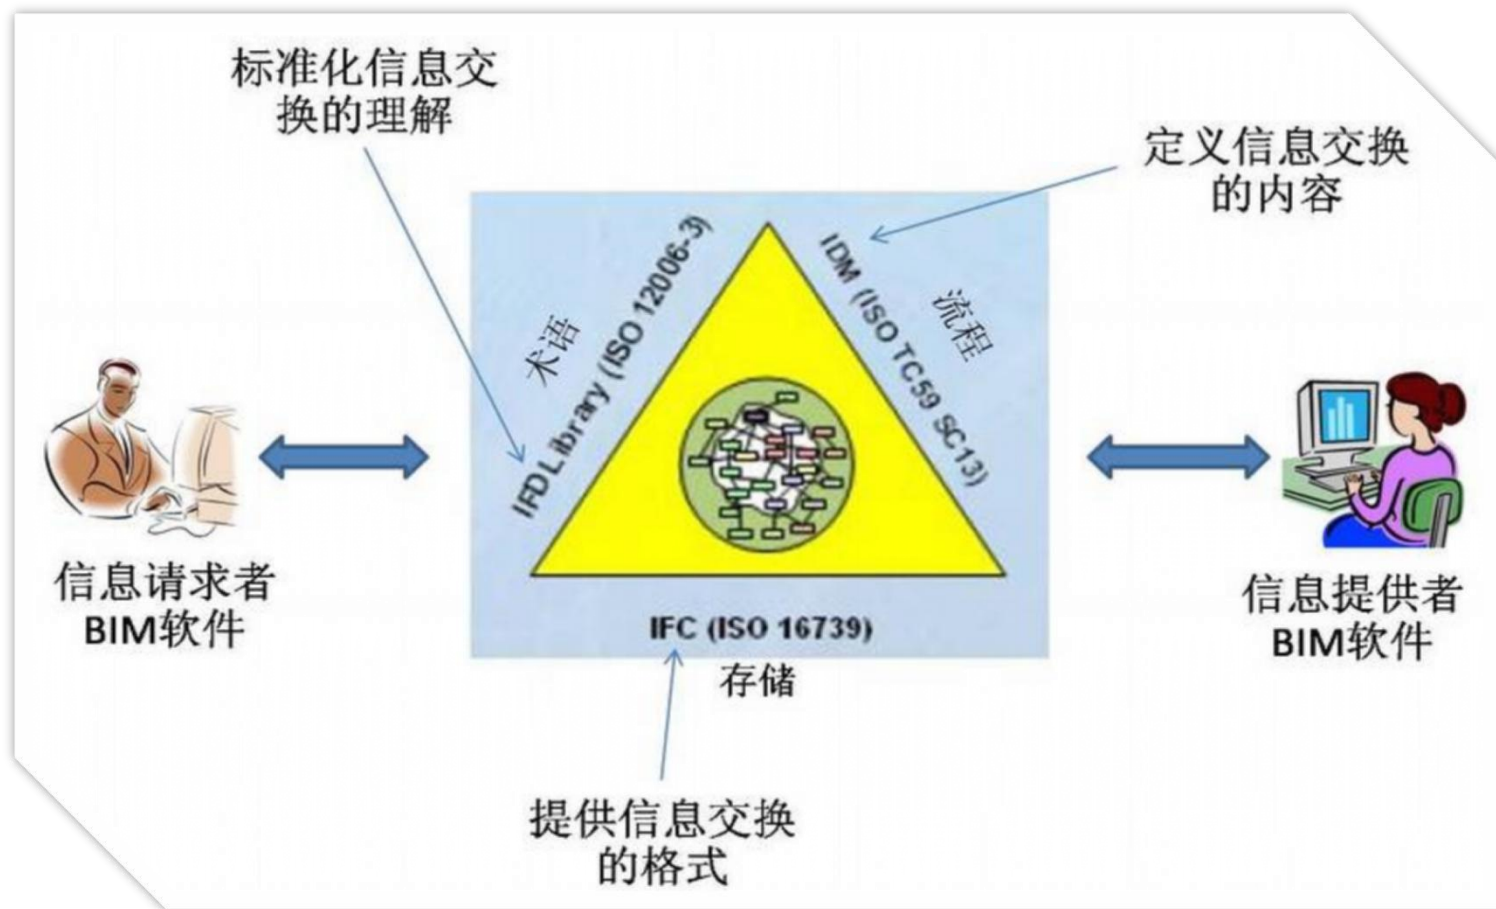 标准化信息交
换的理解
定义信息交换
的内容
术语
IFD Library (ISO 12006-3)
IDM (ISO TC59 SC13)
流程
信息请求者
BIM软件
信息提供者
BIM软件
IFC (ISO 16739)
存储
提供信息交换
的格式